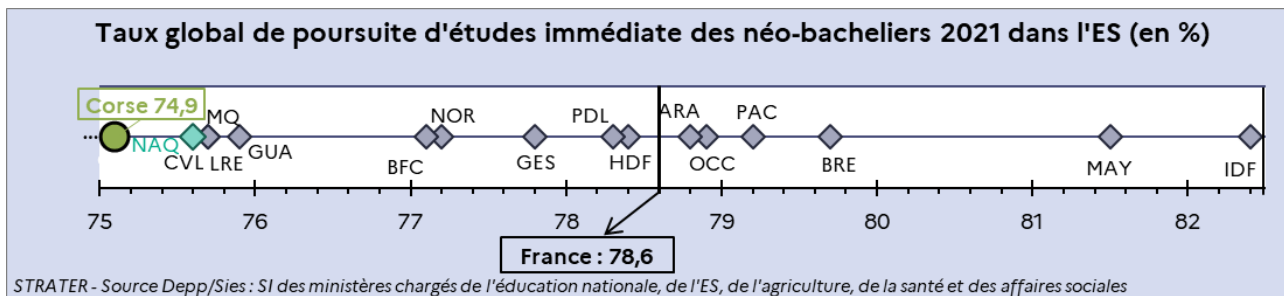 Taux global de poursuite d'études immédiate des néo-bacheliers 2021 dans l'ES (en %)
Corse 74,9
MQ NOR PDL ARA PAC
... NAQ
CVL LRE GUA BFC GES HDF OCC BRE MAY IDF
75 76 77 78 79 80 81 82
France : 78,6
STRATER - Source Depp/Sies : SI des ministères chargés de l'éducation nationale, de l'ES, de l'agriculture, de la santé et des affaires sociales